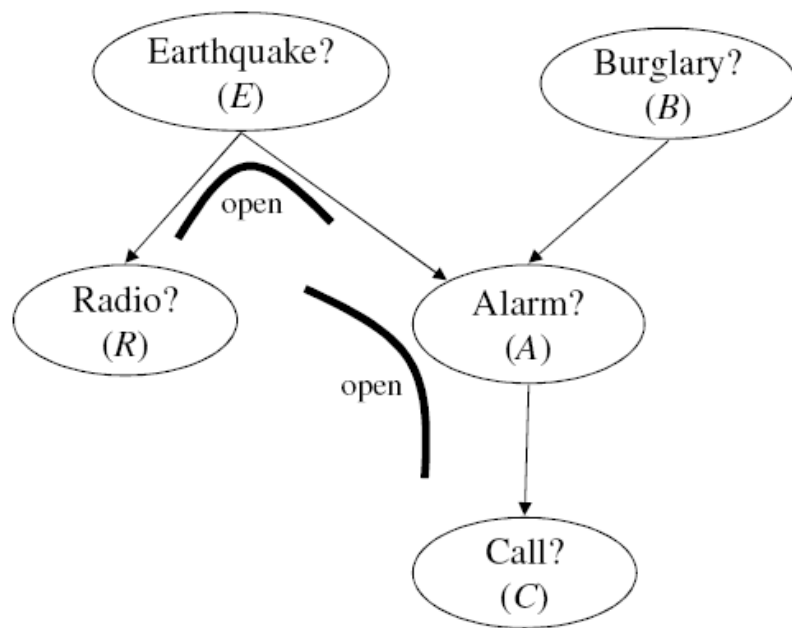 Earthquake?
(E)
Burglary?
(B)
open
Radio?
(R)
Alarm?
(A)
open
Call?
(C)